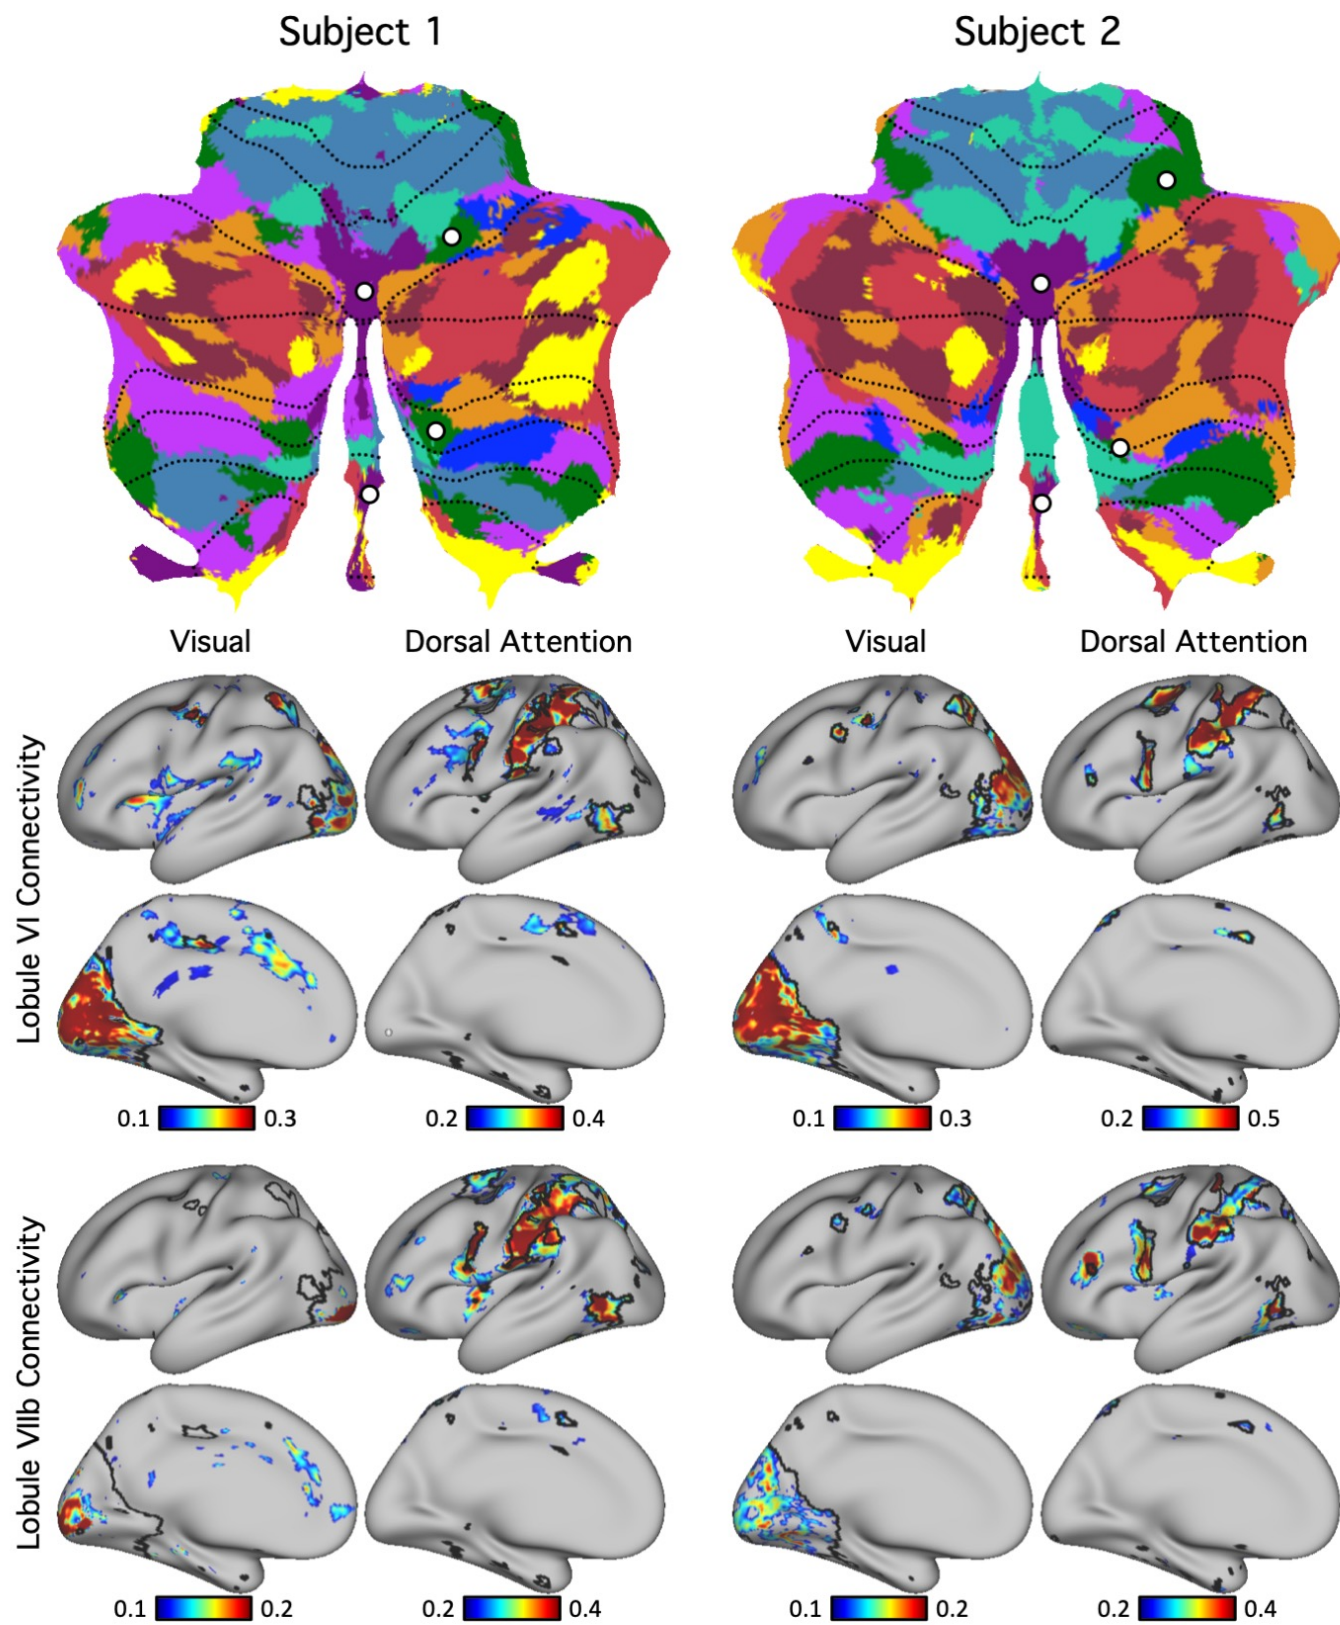 Subject 1 Subject 2
Visual Dorsal Attention Visual Dorsal Attention
Lobule VI Connectivity
0.1 0.3 0.2 0.4 0.1 0.3 0.2 0.5
Lobule VIIb Connectivity
0.1 0.2 0.2 0.4 0.1 0.2 0.2 0.4